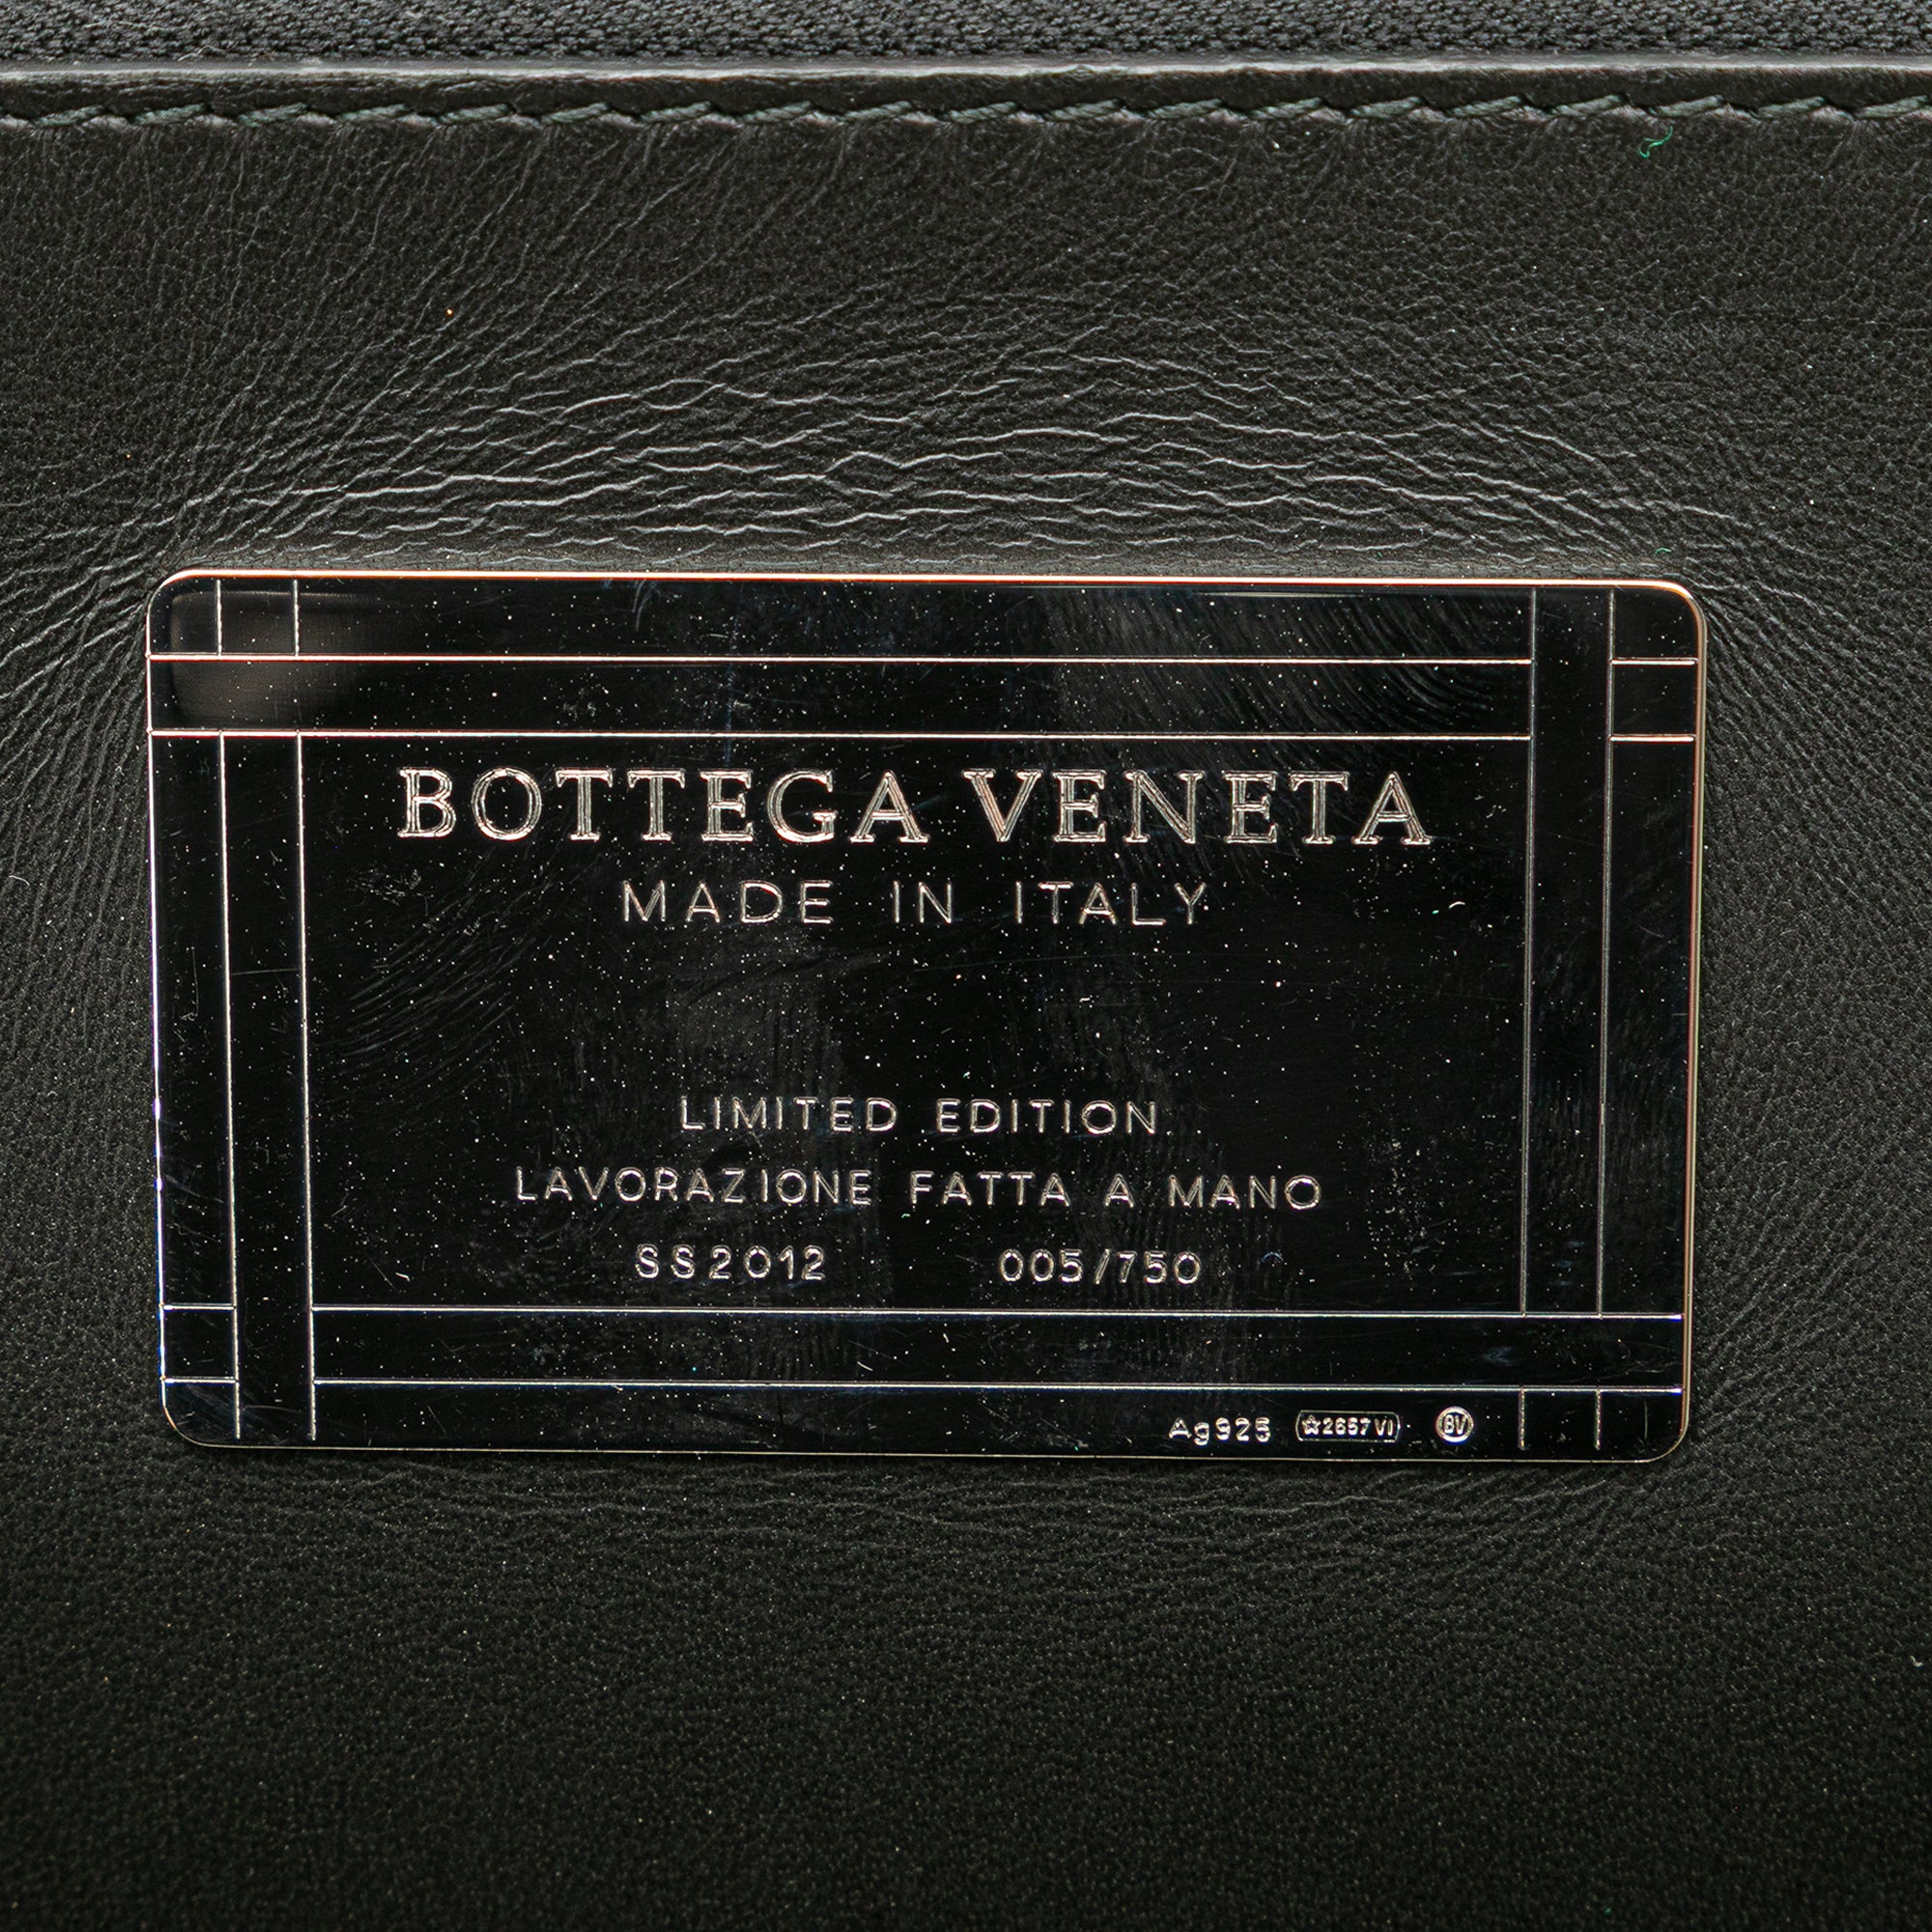 BOTTEGA VENETA
MADE IN ITALY
LIMITED EDITION
LAVORAZIONE FATTA A MANO
SS2012 005/750
Ag925 ☆2657VI BV